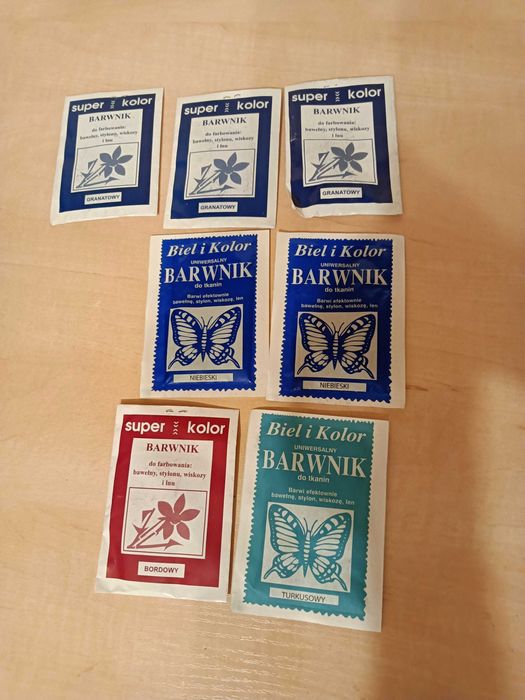 super kolor
BARWNIK
do farbowania:
bawełny, stylonu, wiskozy
i lnu
GRANATOWY
super kolor
BARWNIK
do farbowania:
bawełny, stylonu, wiskozy
i lnu
GRANATOWY
super kolor
BARWNIK
do farbowania:
bawełny, stylonu, wiskozy
i lnu
GRANATOWY
Biel i Kolor
UNIWERSALNY
BARWNIK
do tkanin
Barwi efektownie
bawełnę, stylon, wiskozę, len
NIEBIESKI
Biel i Kolor
UNIWERSALNY
BARWNIK
do tkanin
Barwi efektownie
bawełnę, stylon, wiskozę, len
NIEBIESKI
super kolor
BARWNIK
do farbowania:
bawełny, stylonu, wiskozy
i lnu
BORDOWY
Biel i Kolor
UNIWERSALNY
BARWNIK
do tkanin
Barwi efektownie
bawełnę, stylon, wiskozę, len
TURKUSOWY